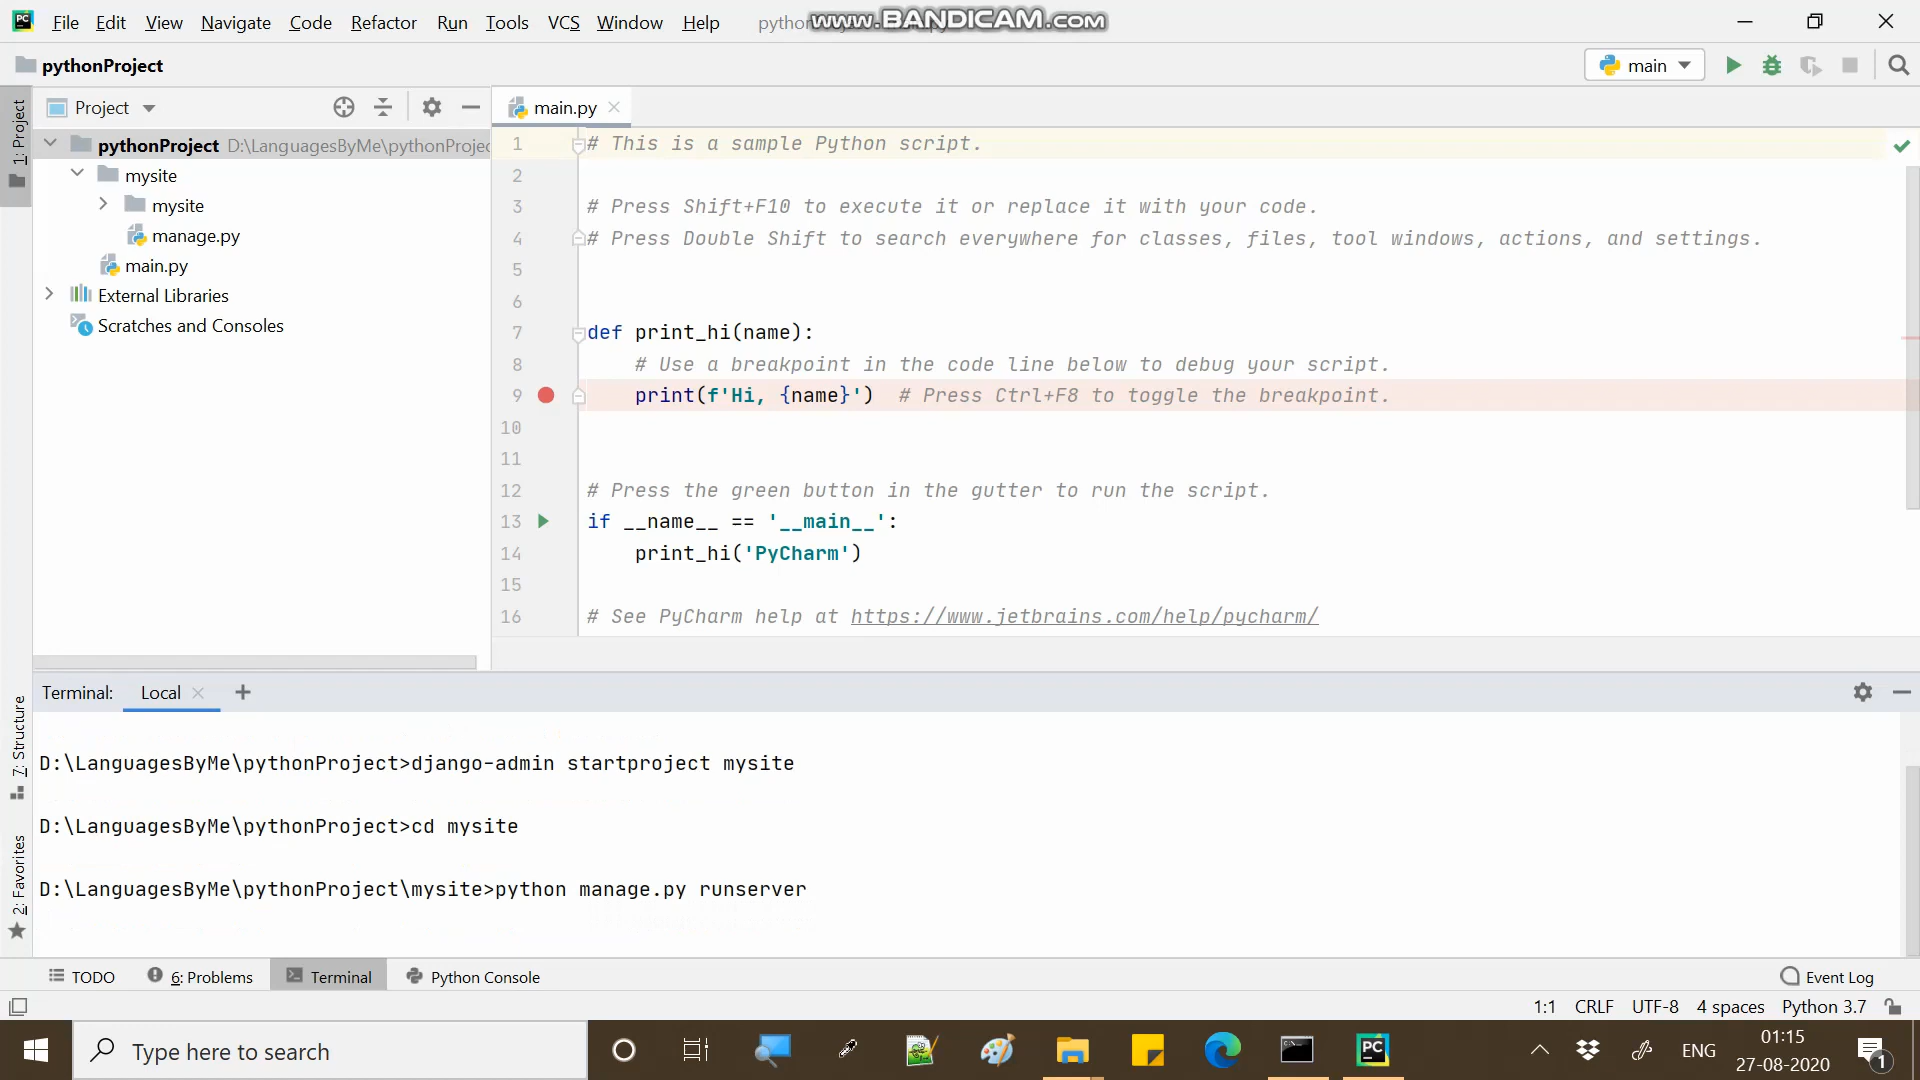 File Edit View Navigate Code Refactor Run Tools VCS Window Help
www.BANDICAM.com
pythonProject
main
1: Project
Project
main.py
pythonProject D:\LanguagesByMe\pythonProjec
mysite
mysite
manage.py
main.py
External Libraries
Scratches and Consoles
1 # This is a sample Python script.
2
3 # Press Shift+F10 to execute it or replace it with your code.
4 # Press Double Shift to search everywhere for classes, files, tool windows, actions, and settings.
5
6
7 def print_hi(name):
8 # Use a breakpoint in the code line below to debug your script.
9 print(f'Hi, {name}') # Press Ctrl+F8 to toggle the breakpoint.
10
11
12 # Press the green button in the gutter to run the script.
13 if __name__ == '__main__':
14 print_hi('PyCharm')
15
16 # See PyCharm help at https://www.jetbrains.com/help/pycharm/
7: Structure
2: Favorites
Terminal: Local
D:\LanguagesByMe\pythonProject>django-admin startproject mysite
D:\LanguagesByMe\pythonProject>cd mysite
D:\LanguagesByMe\pythonProject\mysite>python manage.py runserver
TODO 6: Problems Terminal Python Console Event Log
1:1 CRLF UTF-8 4 spaces Python 3.7
Type here to search
PC
ENG
01:15
27-08-2020
1